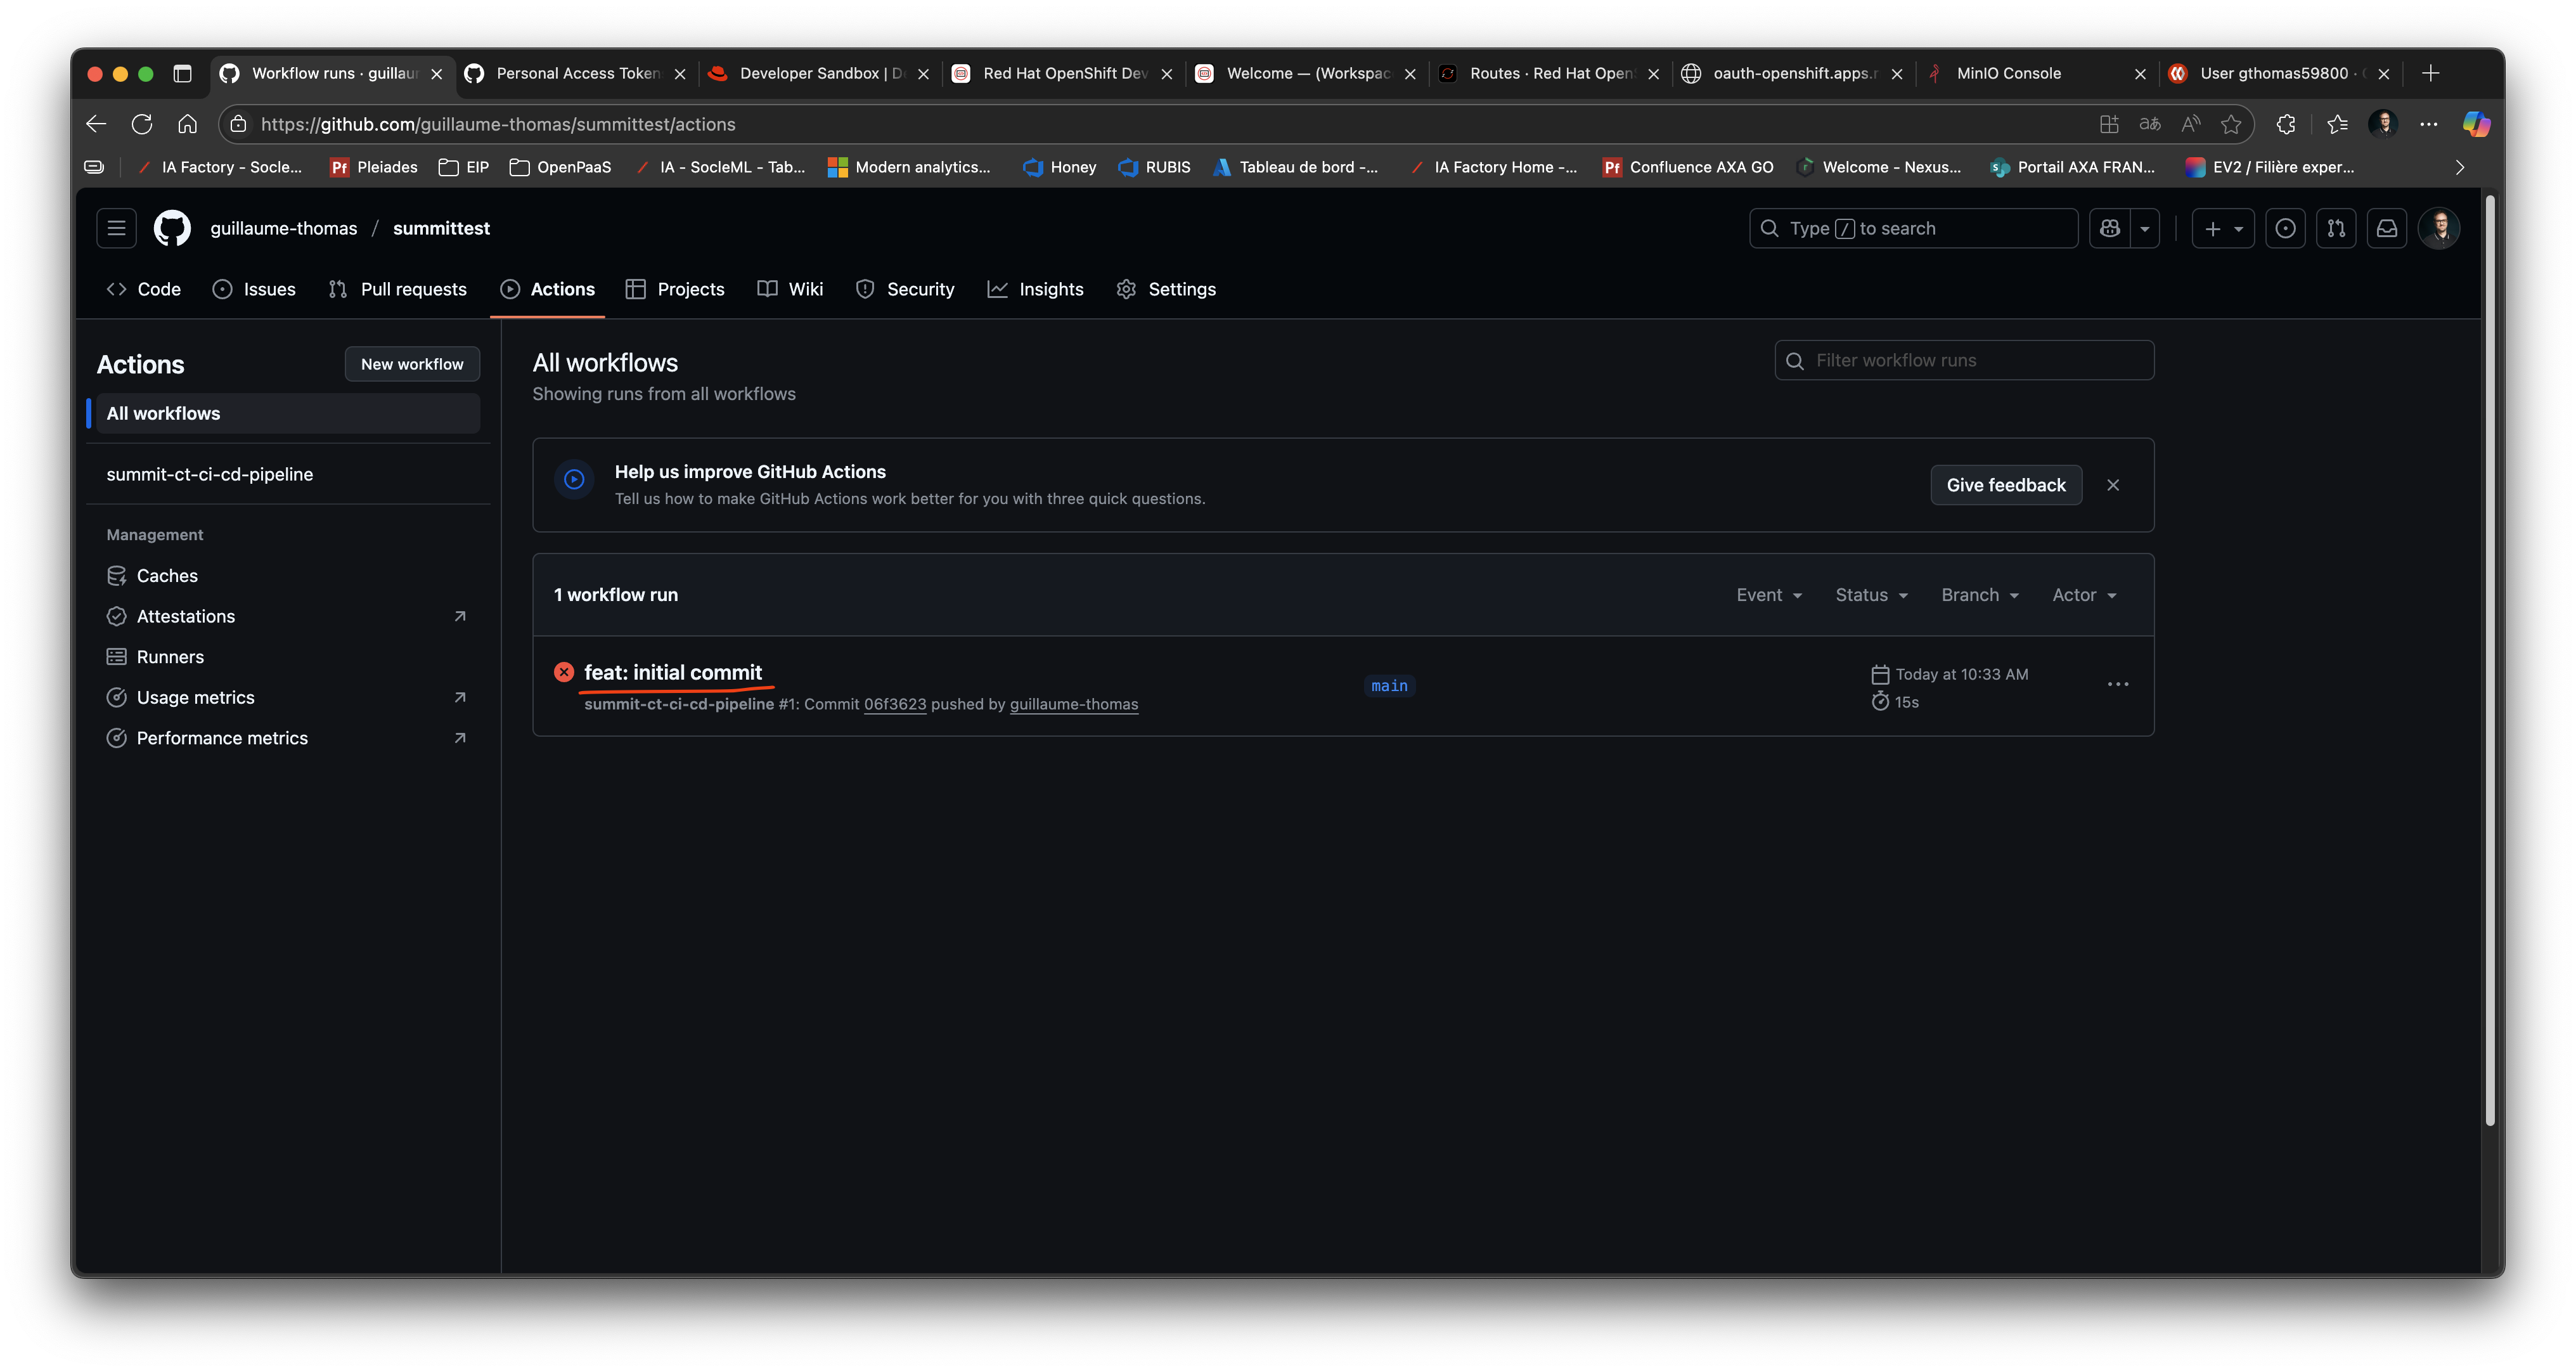 Workflow runs · guillau
Personal Access Token
Developer Sandbox | D
Red Hat OpenShift Dev
Welcome — (Workspac
Routes · Red Hat Open
oauth-openshift.apps.r
MinIO Console
User gthomas59800 ·
https://github.com/guillaume-thomas/summittest/actions
IA Factory - Socle...
Pf Pleiades
EIP
OpenPaaS
IA - SocleML - Tab...
Modern analytics...
Honey
RUBIS
Tableau de bord -...
IA Factory Home -...
Pf Confluence AXA GO
Welcome - Nexus...
Portail AXA FRAN...
EV2 / Filière exper...
guillaume-thomas / summittest
Type / to search
Code
Issues
Pull requests
Actions
Projects
Wiki
Security
Insights
Settings
Actions
New workflow
All workflows
summit-ct-ci-cd-pipeline
Management
Caches
Attestations
Runners
Usage metrics
Performance metrics
All workflows
Showing runs from all workflows
Filter workflow runs
Help us improve GitHub Actions
Tell us how to make GitHub Actions work better for you with three quick questions.
Give feedback
1 workflow run
Event
Status
Branch
Actor
feat: initial commit
summit-ct-ci-cd-pipeline #1: Commit 06f3623 pushed by guillaume-thomas
main
Today at 10:33 AM
15s